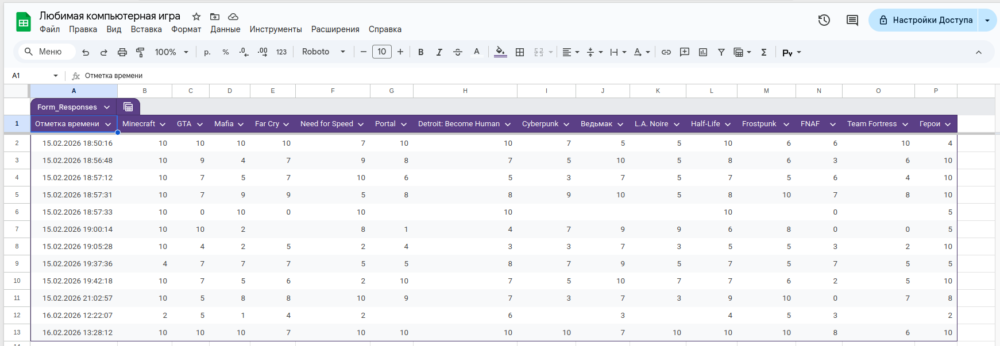 Любимая компьютерная игра
Файл Правка Вид Вставка Формат Данные Инструменты Расширения Справка
Настройки Доступа
Меню 100% р. % .0 .00 123 Roboto 10 B I A A Σ Py
A1 fx Отметка времени
A B C D E F G H I J K L M N O P
Form_Responses
1 Отметка времени Minecraft GTA Mafia Far Cry Need for Speed Portal Detroit: Become Human Cyberpunk Ведьмак L.A. Noire Half-Life Frostpunk FNAF Team Fortress Герои
2 15.02.2026 18:50:16 10 10 10 10 7 10 10 7 5 5 10 6 6 10 4
3 15.02.2026 18:56:48 10 9 4 7 9 8 7 5 10 5 8 6 3 6 10
4 15.02.2026 18:57:12 10 7 5 7 10 6 5 3 7 5 7 5 6 4 10
5 15.02.2026 18:57:31 10 7 9 9 5 8 8 9 10 5 8 10 7 8 10
6 15.02.2026 18:57:33 10 0 10 0 10 10 10 0 5
7 15.02.2026 19:00:14 10 10 2 8 1 4 7 9 9 6 8 0 0 5
8 15.02.2026 19:05:28 10 4 2 5 2 4 3 3 7 3 5 5 3 2 10
9 15.02.2026 19:37:36 4 7 7 7 5 5 8 7 9 5 7 5 7 5 5
10 15.02.2026 19:42:18 10 7 5 6 2 10 7 5 10 7 7 6 2 5 10
11 15.02.2026 21:02:57 10 5 8 8 10 9 7 3 7 3 9 10 0 7 8
12 16.02.2026 12:22:07 2 5 1 4 2 6 3 4 5 3 2
13 16.02.2026 13:28:12 10 10 10 7 10 10 10 10 7 10 10 10 8 6 10